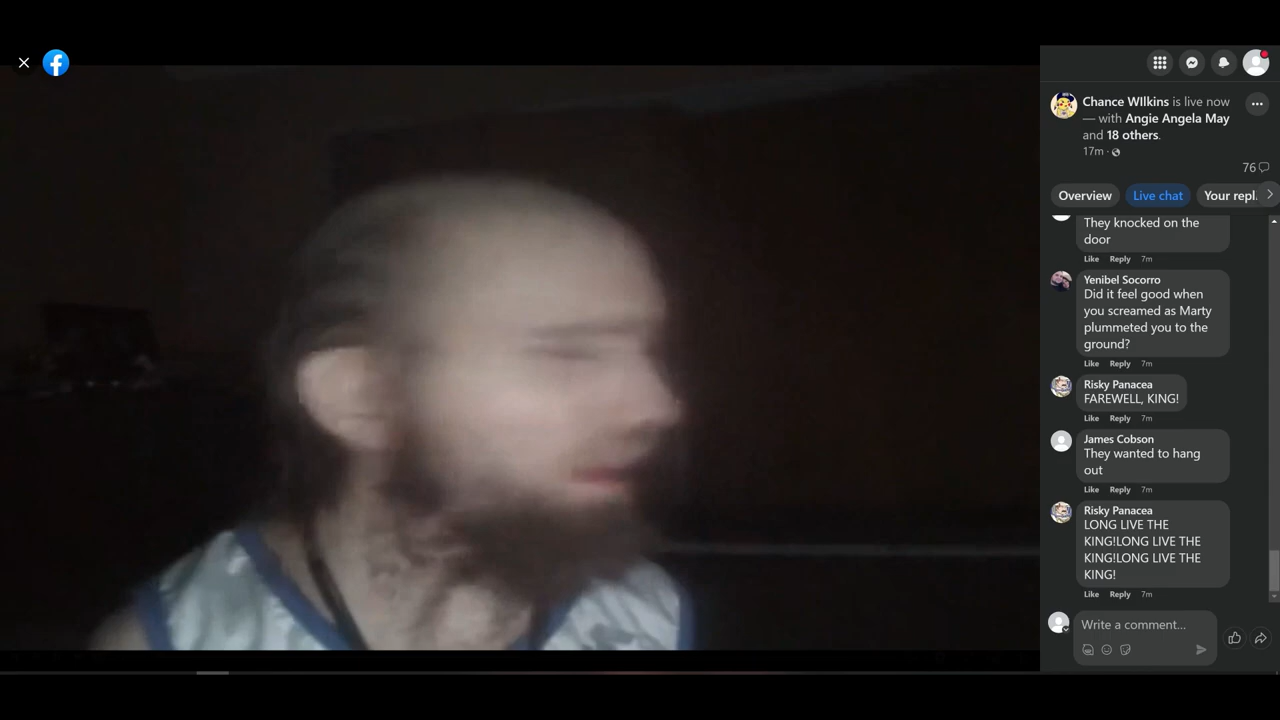 Chance WIlkins is live now
— with Angie Angela May
and 18 others.
17m ·
76
Overview
Live chat
Your repl.
They knocked on the
door
Like Reply 7m
Yenibel Socorro
Did it feel good when
you screamed as Marty
plummeted you to the
ground?
Like Reply 7m
Risky Panacea
FAREWELL, KING!
Like Reply 7m
James Cobson
They wanted to hang
out
Like Reply 7m
Risky Panacea
LONG LIVE THE
KING!LONG LIVE THE
KING!LONG LIVE THE
KING!
Like Reply 7m
Write a comment...